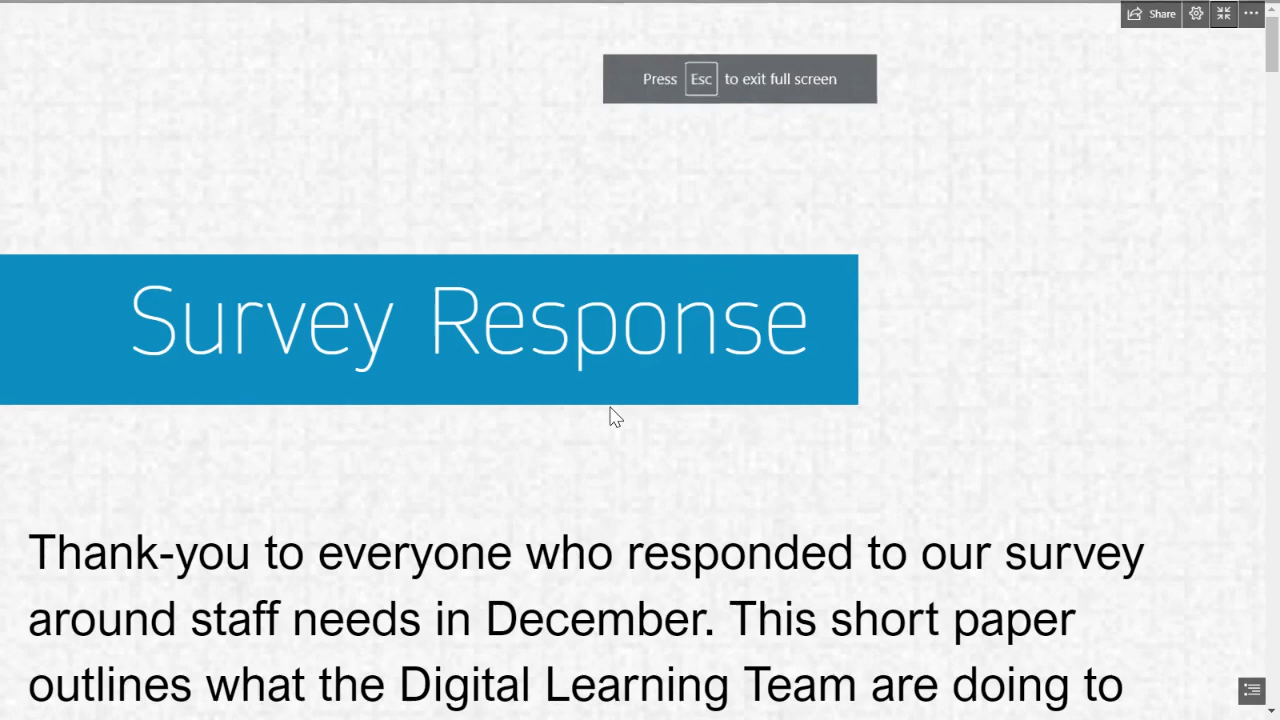 Share
Press Esc to exit full screen
Survey Response
Thank-you to everyone who responded to our survey
around staff needs in December. This short paper
outlines what the Digital Learning Team are doing to